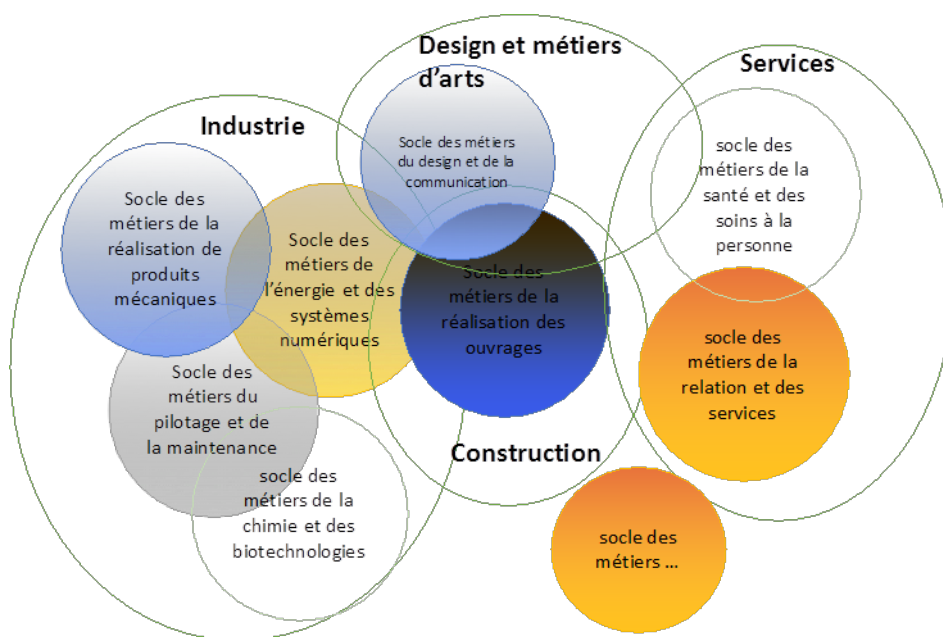 Design et métiers
d'arts
Services
Industrie
Socle des métiers
du design et de la
communication
socle des
métiers de la
santé et des
soins à la
personne
Socle des
métiers de la
réalisation de
produits
mécaniques
Socle des
métiers de
l'énergie et des
systèmes
numériques
Socle des
métiers de la
réalisation des
ouvrages
socle des
métiers de la
relation et des
services
Socle des
métiers du
pilotage et de
la maintenance
Construction
socle des
métiers de la
chimie et des
biotechnologies
socle des
métiers ...